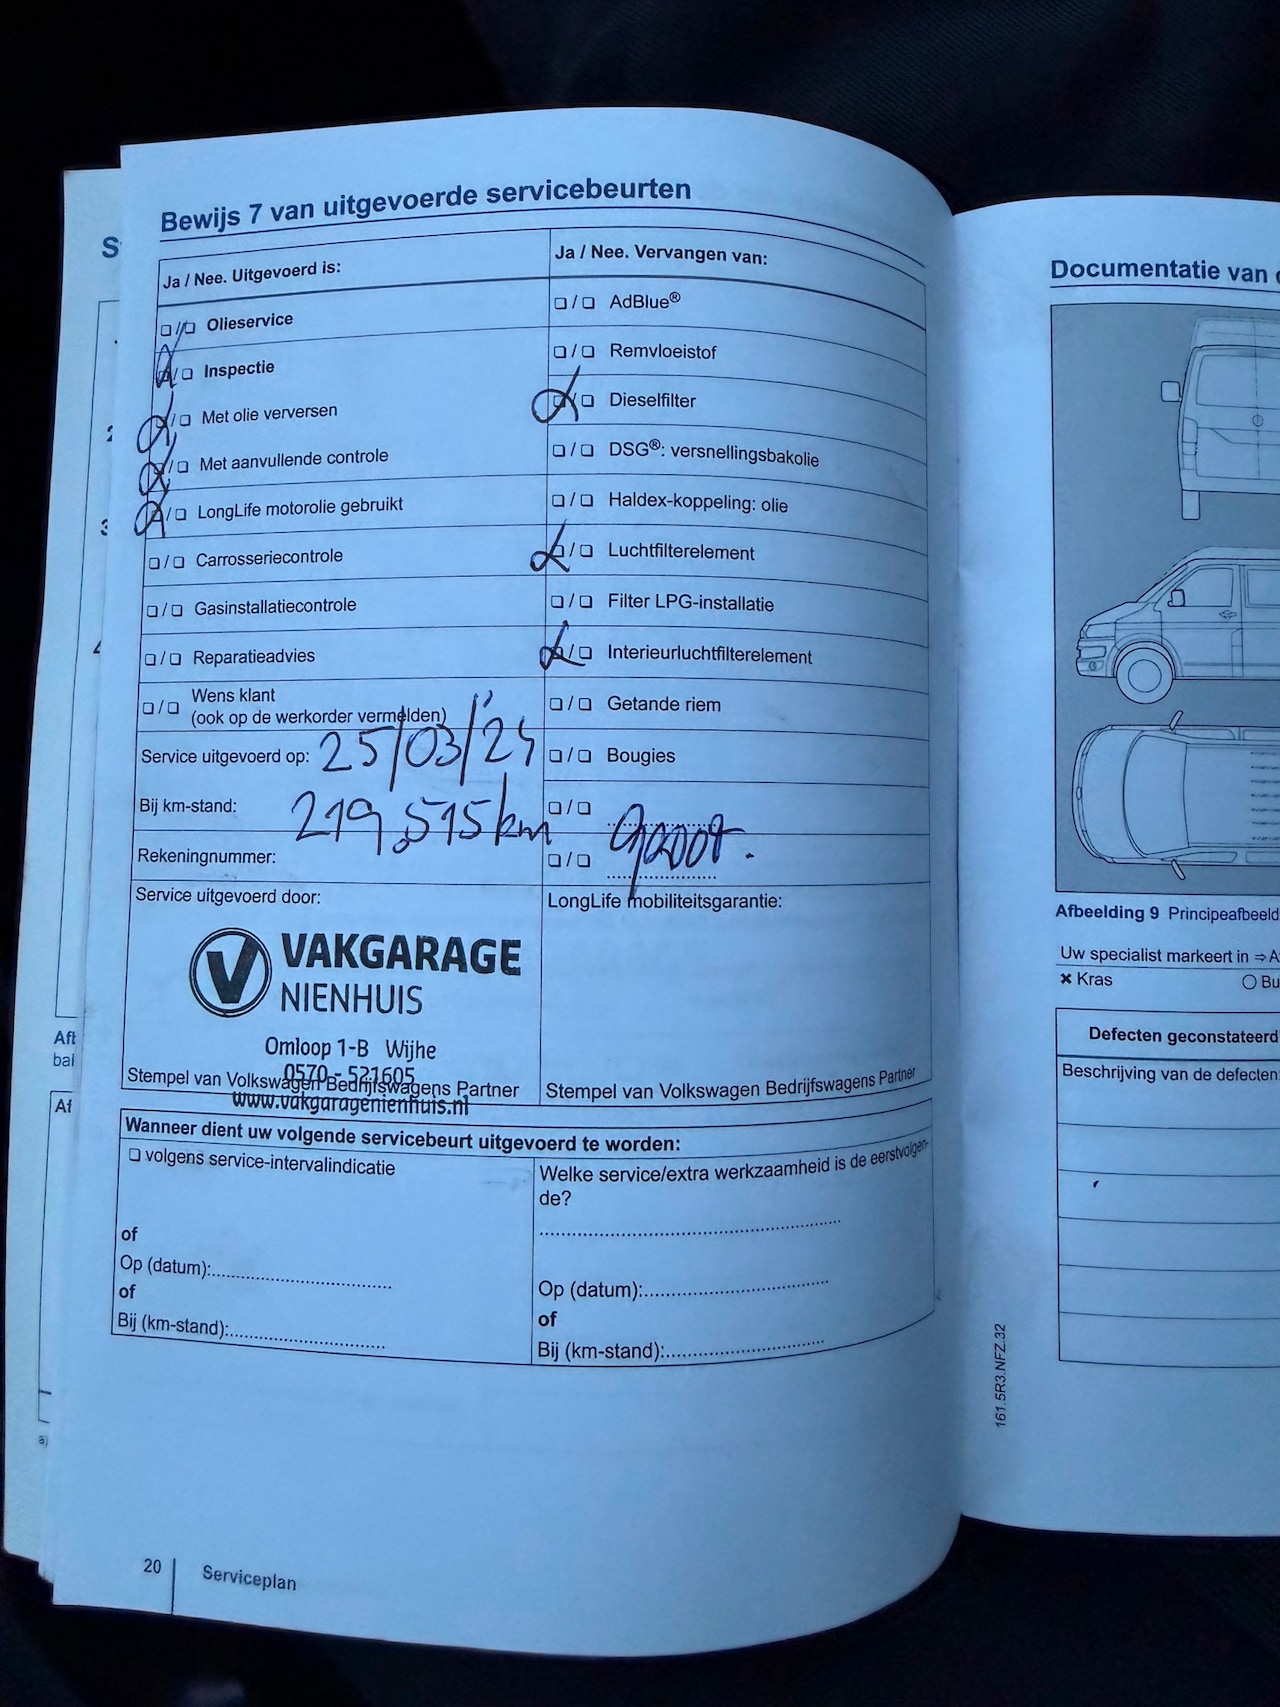 Bewijs 7 van uitgevoerde servicebeurten
Ja / Nee. Uitgevoerd is:
❏ / ❏ Olieservice
❏ / ❏ Inspectie
❏ / ❏ Met olie verversen
❏ / ❏ Met aanvullende controle
❏ / ❏ LongLife motorolie gebruikt
❏ / ❏ Carrosseriecontrole
❏ / ❏ Gasinstallatiecontrole
❏ / ❏ Reparatieadvies
❏ / ❏ Wens klant
(ook op de werkorder vermelden)
Service uitgevoerd op: 25/03/'24
Bij km-stand: 219,515 km
Rekeningnummer:
Service uitgevoerd door:
VAKGARAGE
NIENHUIS
Omloop 1-B Wijhe
0570 - 521605
www.vakgaragenienhuis.nl
Stempel van Volkswagen Bedrijfswagens Partner
Ja / Nee. Vervangen van:
❏ / ❏ AdBlue®
❏ / ❏ Remvloeistof
❏ / ❏ Dieselfilter
❏ / ❏ DSG®: versnellingsbakolie
❏ / ❏ Haldex-koppeling: olie
❏ / ❏ Luchtfilterelement
❏ / ❏ Filter LPG-installatie
❏ / ❏ Interieurluchtfilterelement
❏ / ❏ Getande riem
❏ / ❏ Bougies
❏ / ❏
❏ / ❏
LongLife mobiliteitsgarantie:
Stempel van Volkswagen Bedrijfswagens Partner
Wanneer dient uw volgende servicebeurt uitgevoerd te worden:
❏ volgens service-intervalindicatie
of
Op (datum):
of
Bij (km-stand):
Welke service/extra werkzaamheid is de eerstvolgen-
de?
Op (datum):
of
Bij (km-stand):
20 Serviceplan
161.5R3.NFZ.32
Documentatie van
Afbeelding 9 Principeafbeeld
Uw specialist markeert in ⇒ A
✖ Kras
○ Bu
Defecten geconstateerd
Beschrijving van de defecten: